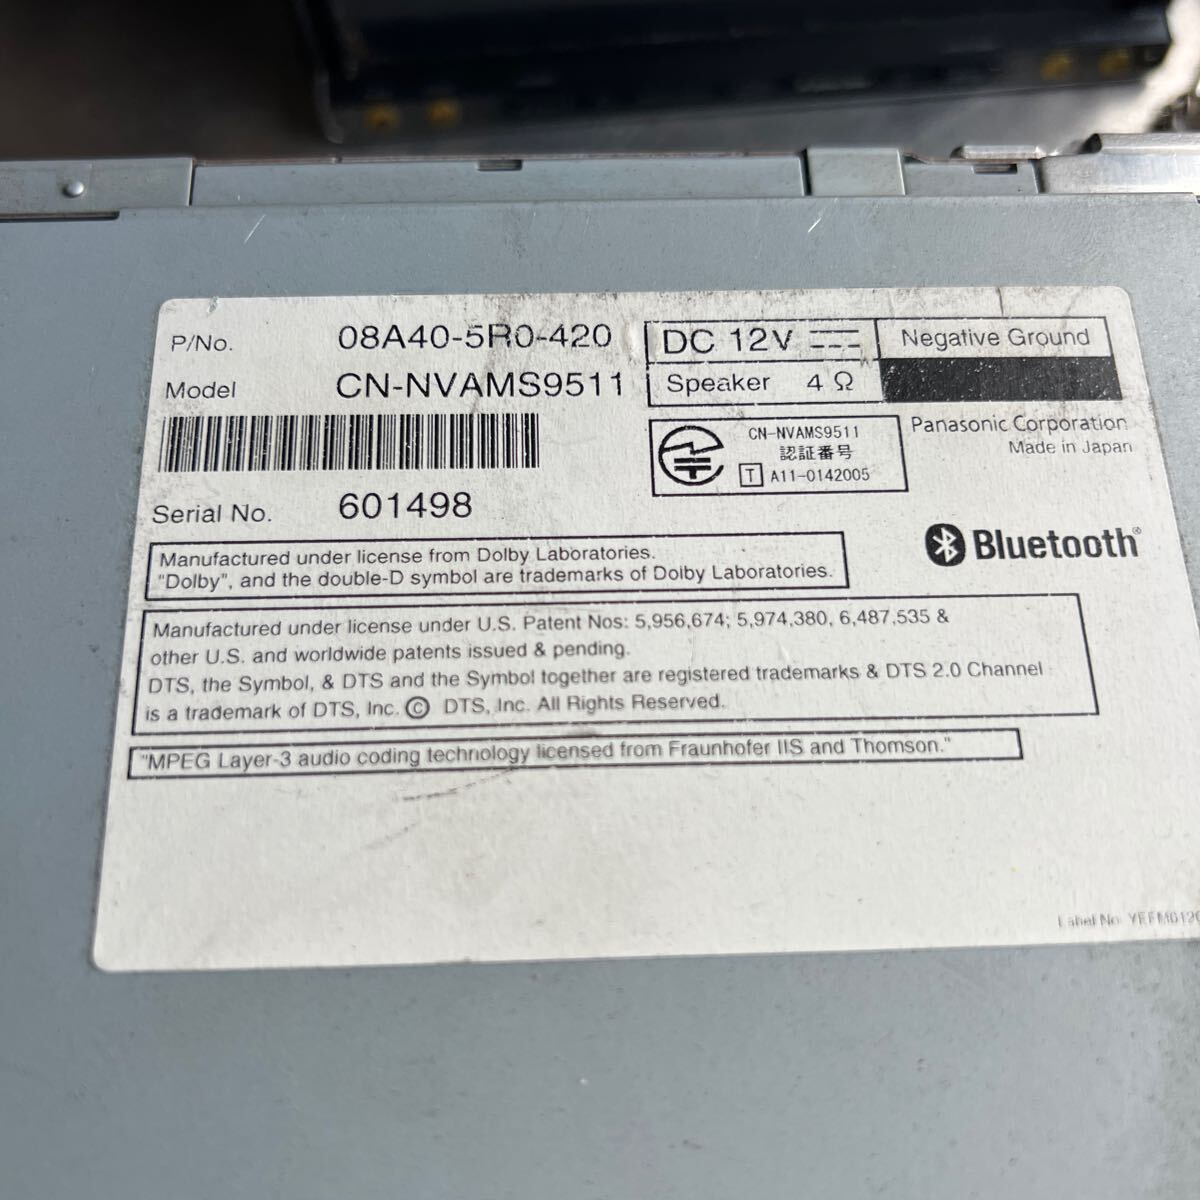 P/No. 08A40-5R0-420
Model CN-NVAMS9511
DC 12V
Negative Ground
Speaker 4 Ω
CN-NVAMS9511
認証番号
T A11-0142005
Panasonic Corporation
Made in Japan
Serial No. 601498
Bluetooth®
Manufactured under license from Dolby Laboratories.
"Dolby", and the double-D symbol are trademarks of Dolby Laboratories.
Manufactured under license under U.S. Patent Nos: 5,956,674; 5,974,380, 6,487,535 &
other U.S. and worldwide patents issued & pending.
DTS, the Symbol, & DTS and the Symbol together are registered trademarks & DTS 2.0 Channel
is a trademark of DTS, Inc. © DTS, Inc. All Rights Reserved.
"MPEG Layer-3 audio coding technology licensed from Fraunhofer IIS and Thomson."
Label No.